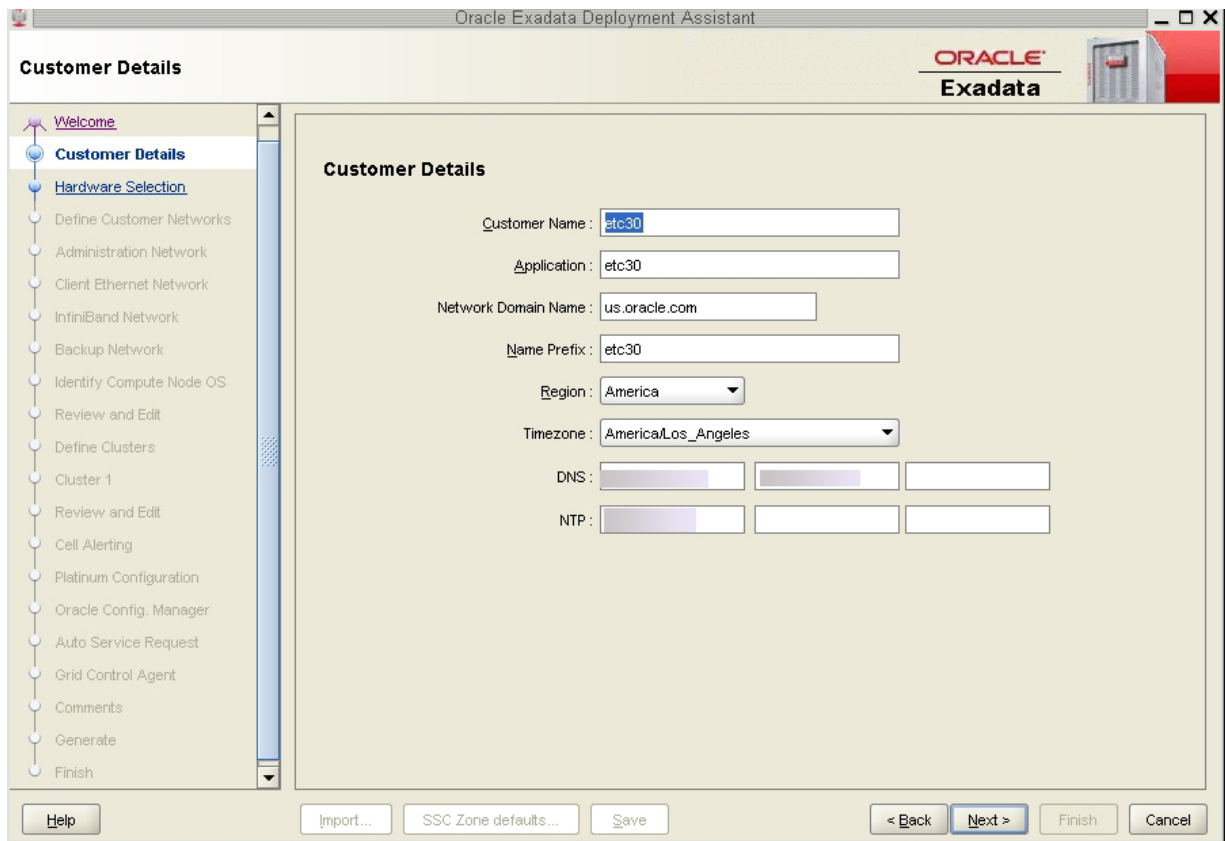 Oracle Exadata Deployment Assistant
Customer Details
ORACLE
Exadata
Welcome
Customer Details
Hardware Selection
Define Customer Networks
Administration Network
Client Ethernet Network
InfiniBand Network
Backup Network
Identify Compute Node OS
Review and Edit
Define Clusters
Cluster 1
Review and Edit
Cell Alerting
Platinum Configuration
Oracle Config. Manager
Auto Service Request
Grid Control Agent
Comments
Generate
Finish
Customer Details
Customer Name : etc30
Application : etc30
Network Domain Name : us.oracle.com
Name Prefix : etc30
Region : America
Timezone : America/Los_Angeles
DNS :
NTP :
Help
Import... SSC Zone defaults... Save
< Back Next > Finish Cancel